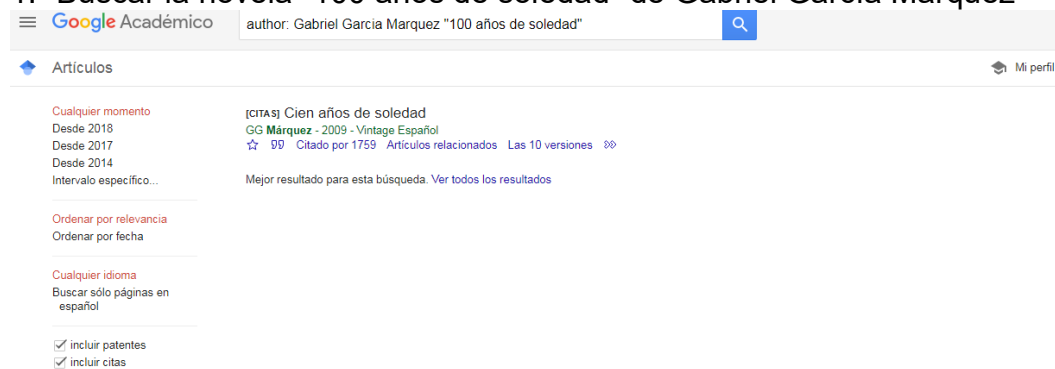 1. Buscar la novela "100 años de soledad" de Gabriel García Márquez
Google Académico
author: Gabriel Garcia Marquez "100 años de soledad"
Artículos
Mi perfil
Cualquier momento
Desde 2018
Desde 2017
Desde 2014
Intervalo específico...
Ordenar por relevancia
Ordenar por fecha
Cualquier idioma
Buscar sólo páginas en
español
incluir patentes
incluir citas
[CITAS] Cien años de soledad
GG Márquez - 2009 - Vintage Español
Citado por 1759 Artículos relacionados Las 10 versiones
Mejor resultado para esta búsqueda. Ver todos los resultados